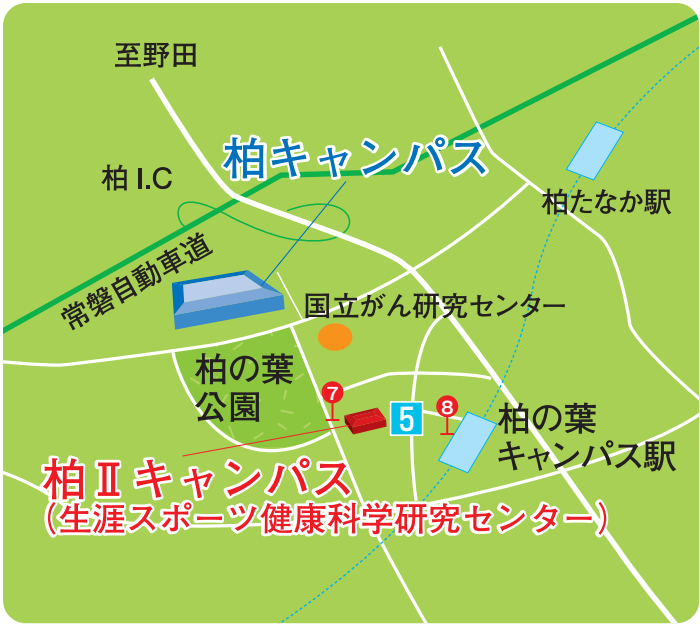 至野田
柏キャンパス
柏 I.C
柏たなか駅
常磐自動車道
国立がん研究センター
柏の葉
公園
7
5
8
柏の葉
キャンパス駅
柏Ⅱキャンパス
（生涯スポーツ健康科学研究センター）